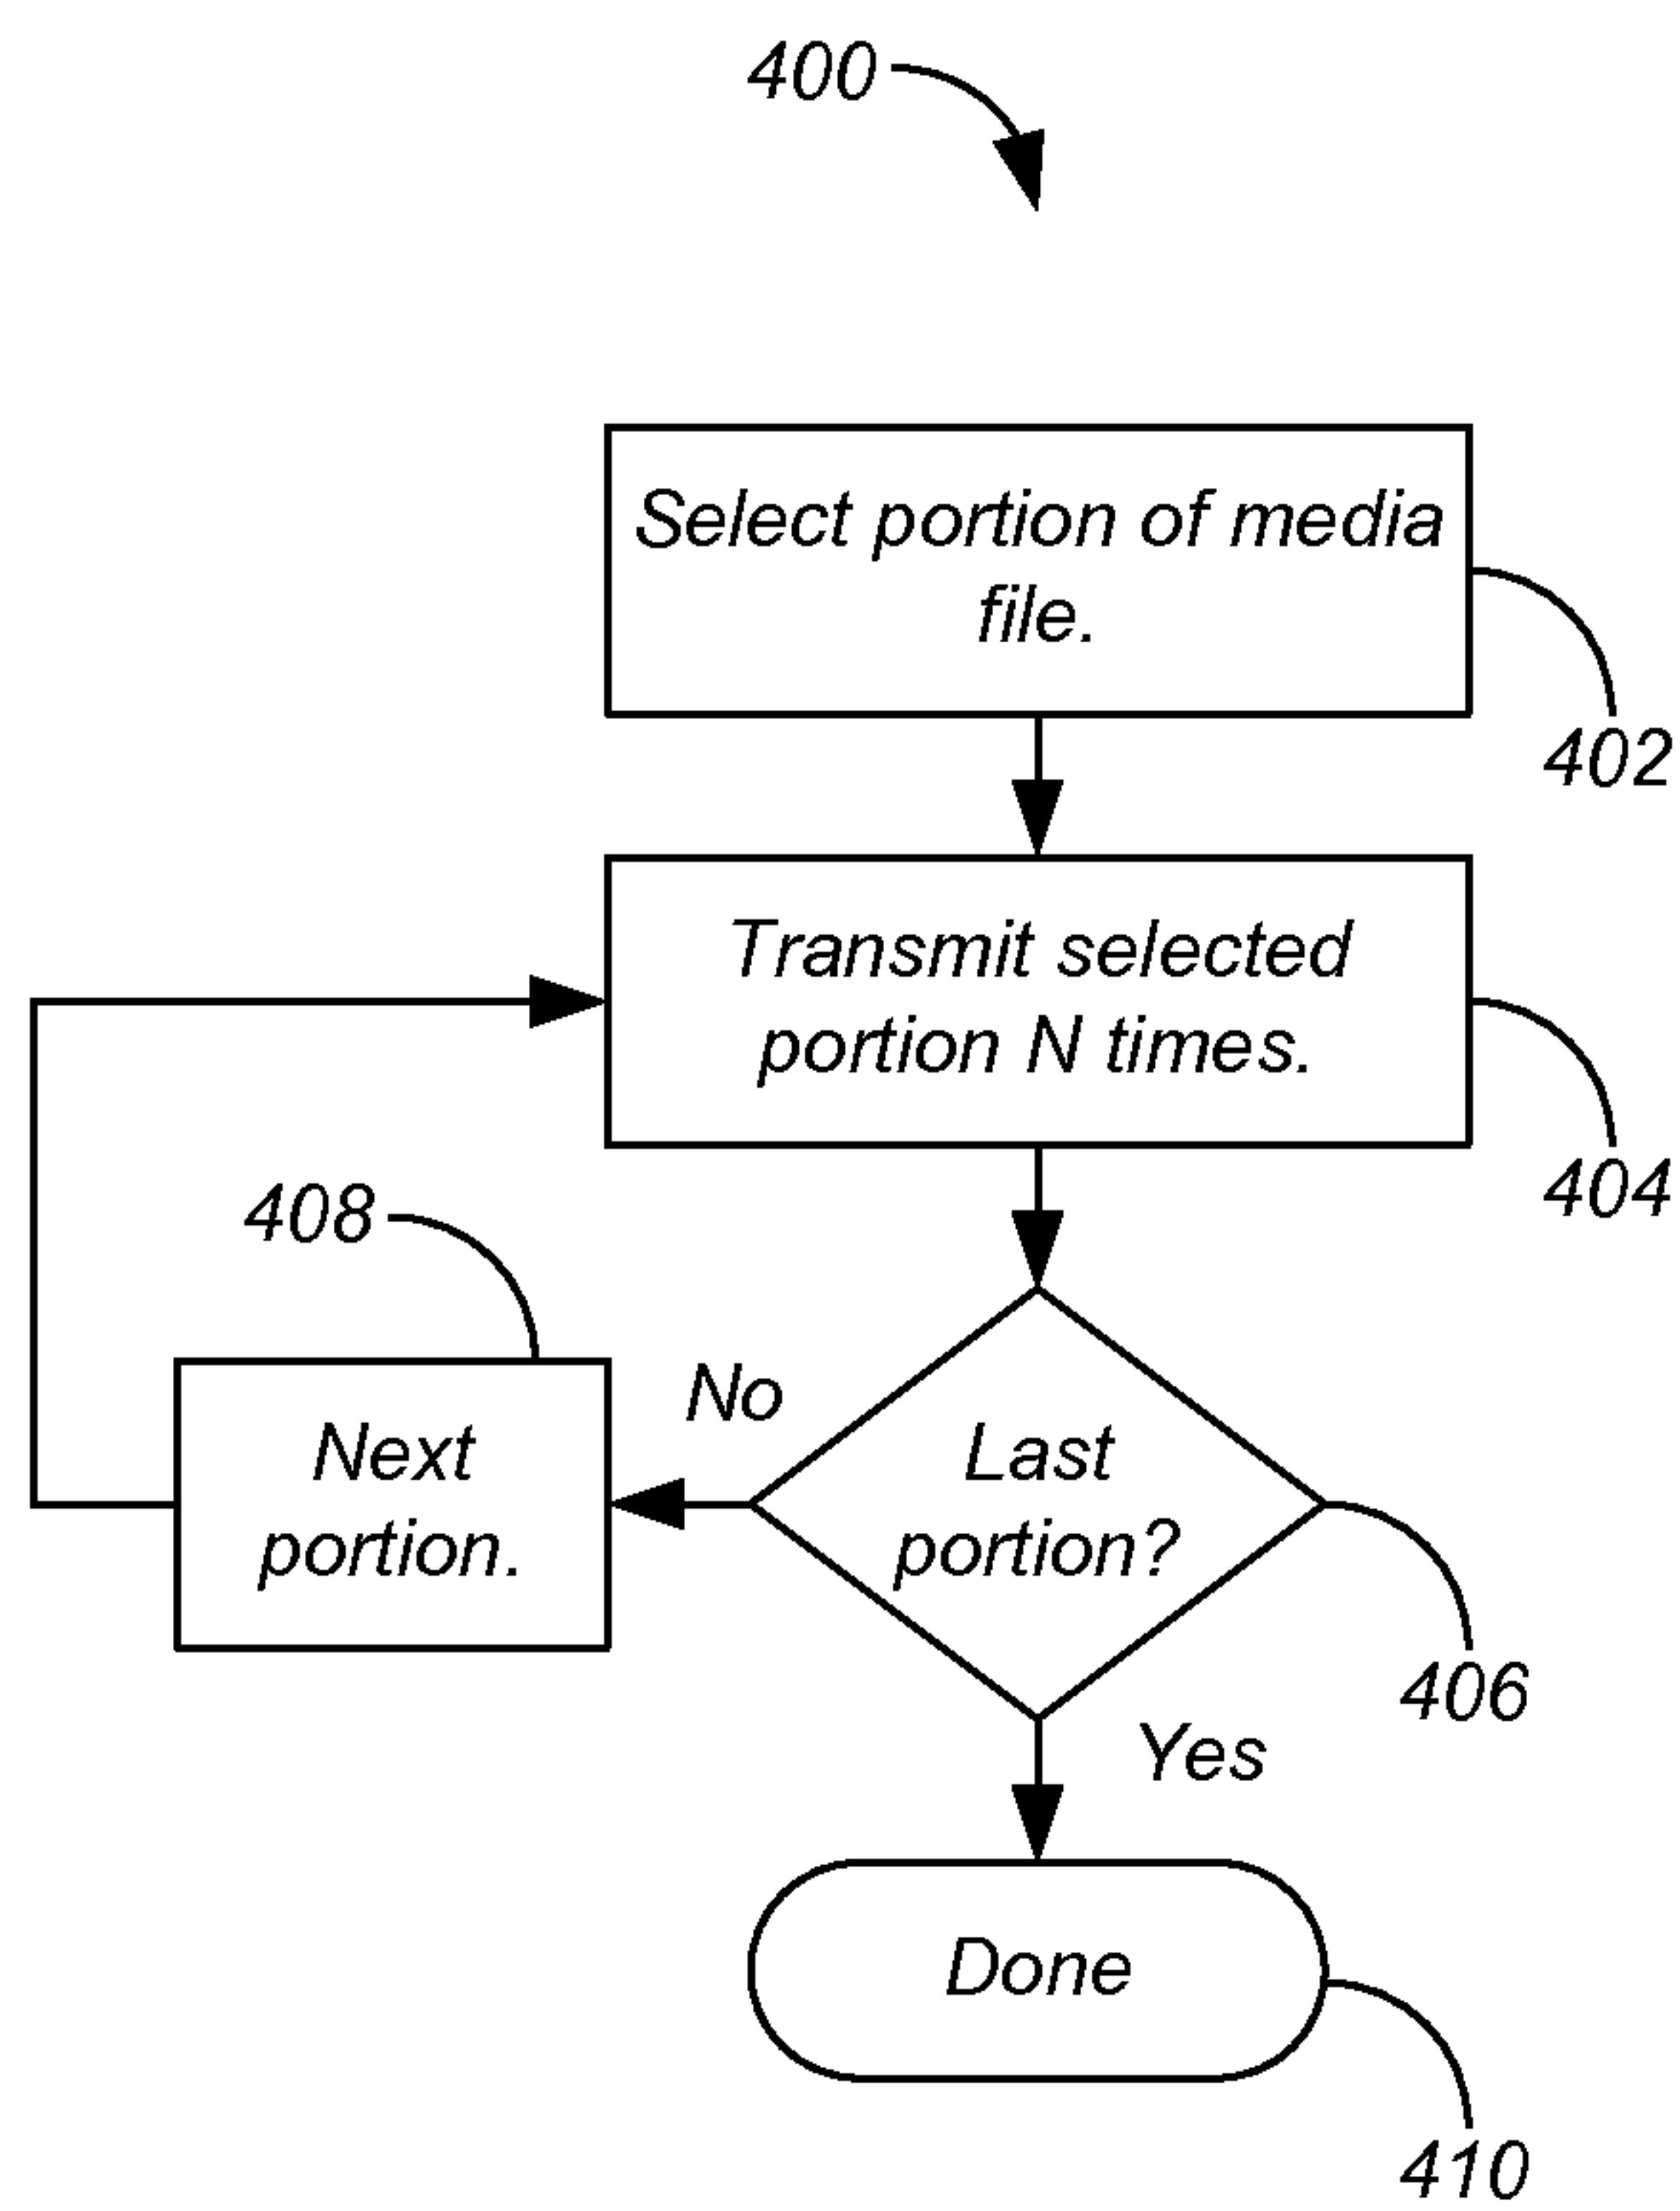 400
Select portion of media
file.
402
Transmit selected
portion N times.
404
408
No
Next
portion.
Last
portion?
406
Yes
Done
410